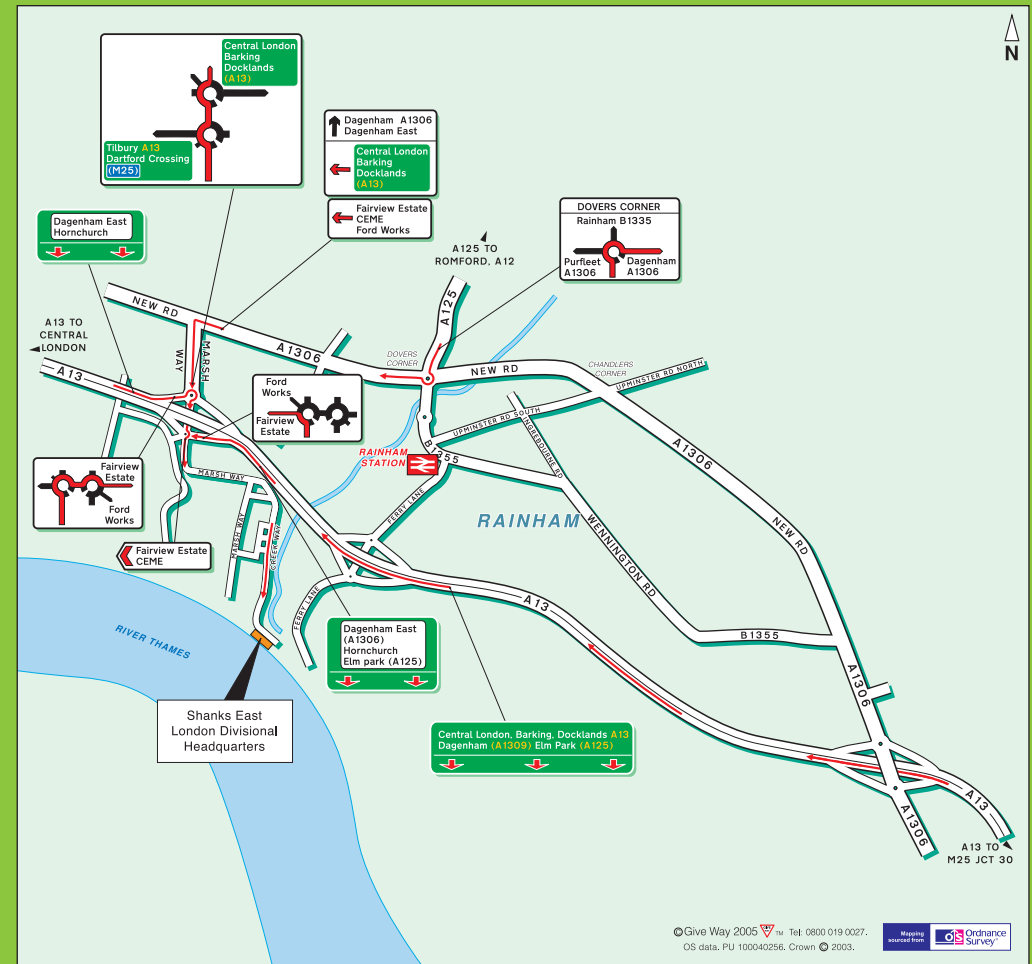 N
Central London
Barking
Docklands
(A13)
Tilbury A13
Dartford Crossing
(M25)
Dagenham A1306
Dagenham East
Central London
Barking
Docklands
(A13)
Fairview Estate
CEME
Ford Works
DOVERS CORNER
Rainham B1335
Purfleet
A1306
Dagenham
A1306
Dagenham East
Hornchurch
A125 TO
ROMFORD, A12
A13 TO
CENTRAL
LONDON
NEW RD
A125
MARSH
WAY
A1306
DOVERS
CORNER
NEW RD
CHANDLERS
CORNER
A13
UPMINSTER RD NORTH
Ford
Works
Fairview
Estate
UPMINSTER RD SOUTH
INGREBOURNE RD
B1355
A1306
RAINHAM
STATION
Fairview
Estate
Ford
Works
MARSH WAY
MARSH WAY
CREEK WAY
FERRY LANE
RAINHAM
NEW RD
WENNINGTON RD
Fairview Estate
CEME
FERRY LANE
A13
RIVER THAMES
B1355
Dagenham East
(A1306)
Hornchurch
Elm park (A125)
A1306
Shanks East
London Divisional
Headquarters
Central London, Barking, Docklands A13
Dagenham (A1309) Elm Park (A125)
A13
A1306
A13 TO
M25 JCT 30
© Give Way 2005 TM Tel: 0800 019 0027.
OS data. PU 100040256. Crown © 2003.
Mapping
sourced from
OS Ordnance
Survey®